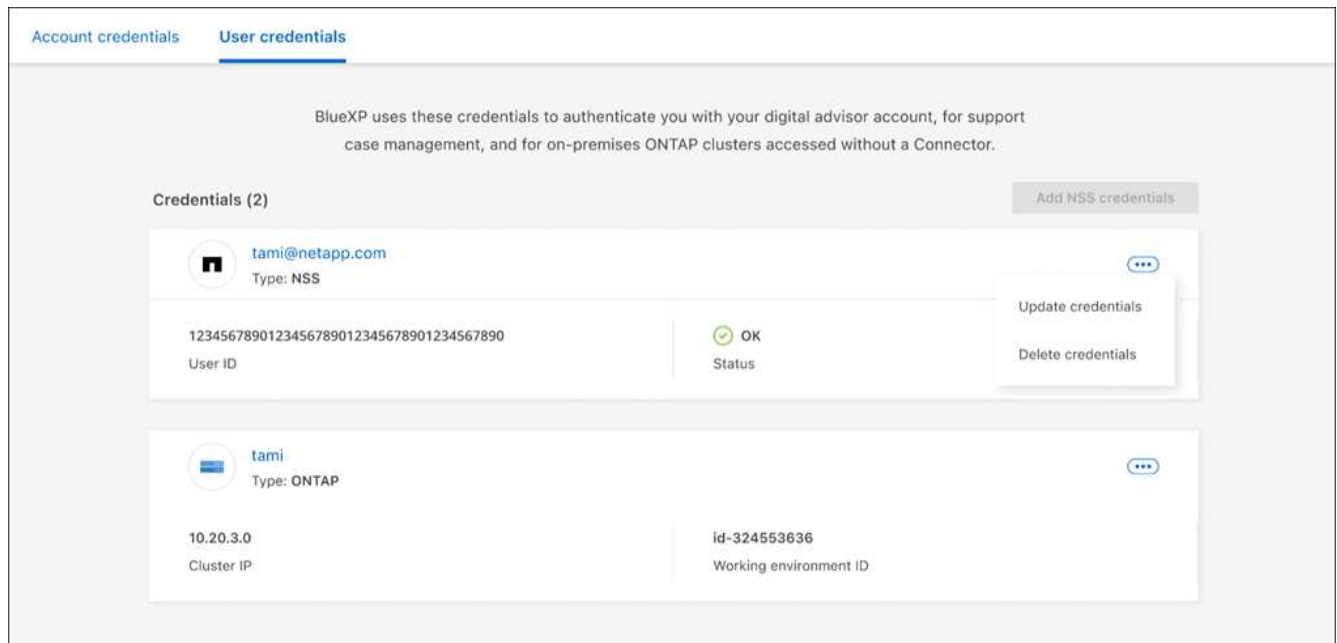 Account credentials
User credentials
BlueXP uses these credentials to authenticate you with your digital advisor account, for support
case management, and for on-premises ONTAP clusters accessed without a Connector.
Credentials (2)
Add NSS credentials
tami@netapp.com
Type: NSS
Update credentials
Delete credentials
1234567890123456789012345678901234567890
User ID
OK
Status
tami
Type: ONTAP
10.20.3.0
Cluster IP
id-324553636
Working environment ID